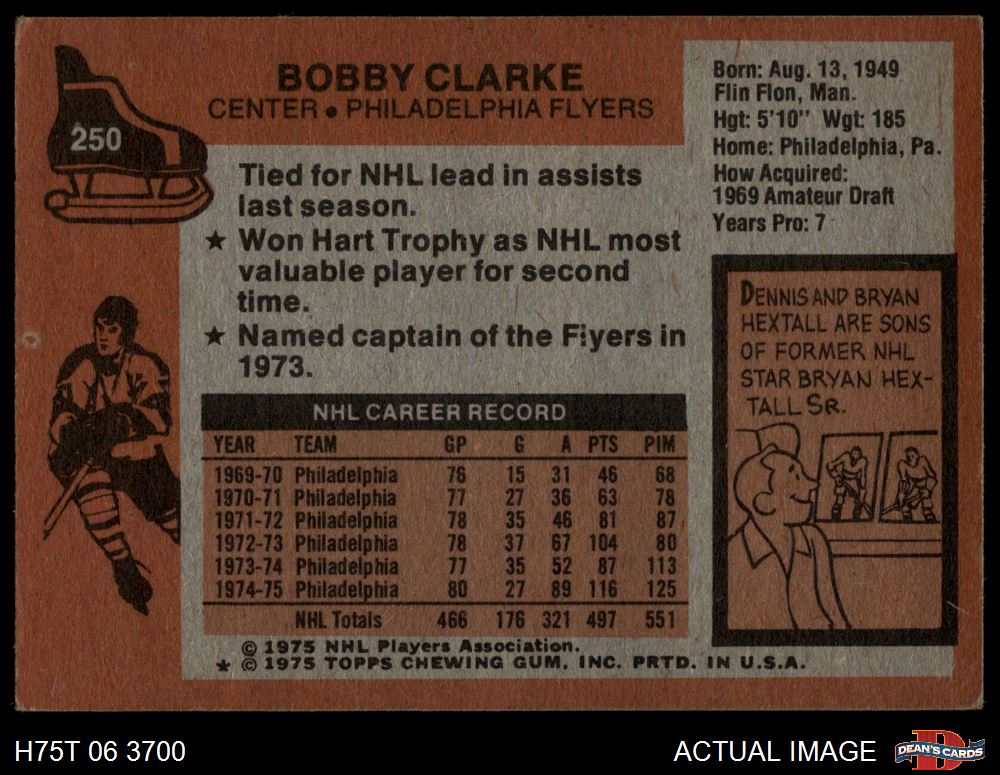 250
BOBBY CLARKE
CENTER • PHILADELPHIA FLYERS
Born: Aug. 13, 1949
Flin Flon, Man.
Hgt: 5'10" Wgt: 185
Home: Philadelphia, Pa.
How Acquired:
1969 Amateur Draft
Years Pro: 7
Tied for NHL lead in assists
last season.
★ Won Hart Trophy as NHL most
valuable player for second
time.
★ Named captain of the Flyers in
1973.
DENNIS AND BRYAN
HEXTALL ARE SONS
OF FORMER NHL
STAR BRYAN HEX-
TALL SR.
NHL CAREER RECORD
YEAR TEAM GP G A PTS PIM
1969-70 Philadelphia 76 15 31 46 68
1970-71 Philadelphia 77 27 36 63 78
1971-72 Philadelphia 78 35 46 81 87
1972-73 Philadelphia 78 37 67 104 80
1973-74 Philadelphia 77 35 52 87 113
1974-75 Philadelphia 80 27 89 116 125
NHL Totals 466 176 321 497 551
© 1975 NHL Players Association.
★ © 1975 TOPPS CHEWING GUM, INC. PRTD. IN U.S.A.
H75T 06 3700
ACTUAL IMAGE
D
DEAN'S CARDS